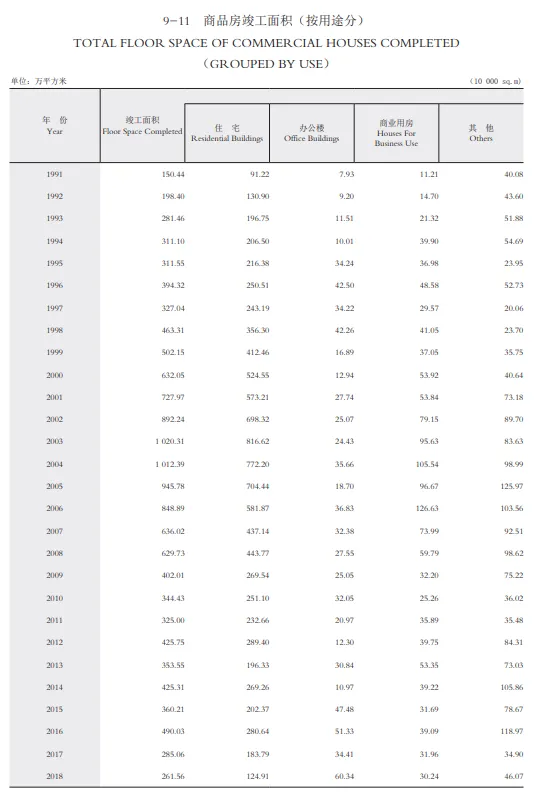 9-11 商品房竣工面积（按用途分）
TOTAL FLOOR SPACE OF COMMERCIAL HOUSES COMPLETED
（GROUPED BY USE）
单位：万平方米 （10 000 sq.m)
年 份 竣工面积 住 宅 办公楼 商业用房 其 他
Year Floor Space Completed Residential Buildings Office Buildings Houses For Business Use Others
1991 150.44 91.22 7.93 11.21 40.08
1992 198.40 130.90 9.20 14.70 43.60
1993 281.46 196.75 11.51 21.32 51.88
1994 311.10 206.50 10.01 39.90 54.69
1995 311.55 216.38 34.24 36.98 23.95
1996 394.32 250.51 42.50 48.58 52.73
1997 327.04 243.19 34.22 29.57 20.06
1998 463.31 356.30 42.26 41.05 23.70
1999 502.15 412.46 16.89 37.05 35.75
2000 632.05 524.55 12.94 53.92 40.64
2001 727.97 573.21 27.74 53.84 73.18
2002 892.24 698.32 25.07 79.15 89.70
2003 1 020.31 816.62 24.43 95.63 83.63
2004 1 012.39 772.20 35.66 105.54 98.99
2005 945.78 704.44 18.70 96.67 125.97
2006 848.89 581.87 36.83 126.63 103.56
2007 636.02 437.14 32.38 73.99 92.51
2008 629.73 443.77 27.55 59.79 98.62
2009 402.01 269.54 25.05 32.20 75.22
2010 344.43 251.10 32.05 25.26 36.02
2011 325.00 232.66 20.97 35.89 35.48
2012 425.75 289.40 12.30 39.75 84.31
2013 353.55 196.33 30.84 53.35 73.03
2014 425.31 269.26 10.97 39.22 105.86
2015 360.21 202.37 47.48 31.69 78.67
2016 490.03 280.64 51.33 39.09 118.97
2017 285.06 183.79 34.41 31.96 34.90
2018 261.56 124.91 60.34 30.24 46.07